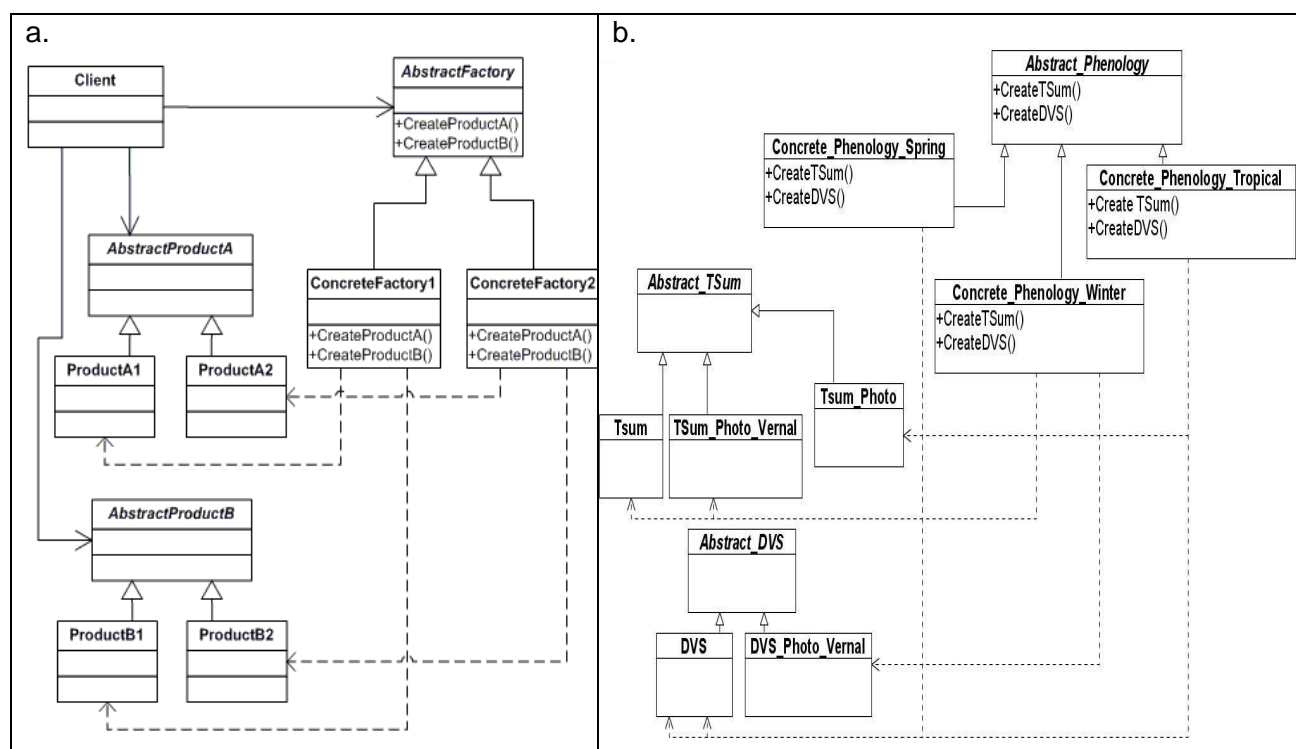 a.
Client
AbstractFactory
+CreateProductA()
+CreateProductB()
AbstractProductA
ConcreteFactory1
+CreateProductA()
+CreateProductB()
ConcreteFactory2
+CreateProductA()
+CreateProductB()
ProductA1
ProductA2
AbstractProductB
ProductB1
ProductB2
b.
Abstract_Phenology
+CreateTSum()
+CreateDVS()
Concrete_Phenology_Spring
+CreateTSum()
+CreateDVS()
Concrete_Phenology_Tropical
+Create TSum()
+CreateDVS()
Abstract_TSum
Concrete_Phenology_Winter
+CreateTSum()
+CreateDVS()
Tsum_Photo
Tsum
TSum_Photo_Vernal
Abstract_DVS
DVS
DVS_Photo_Vernal